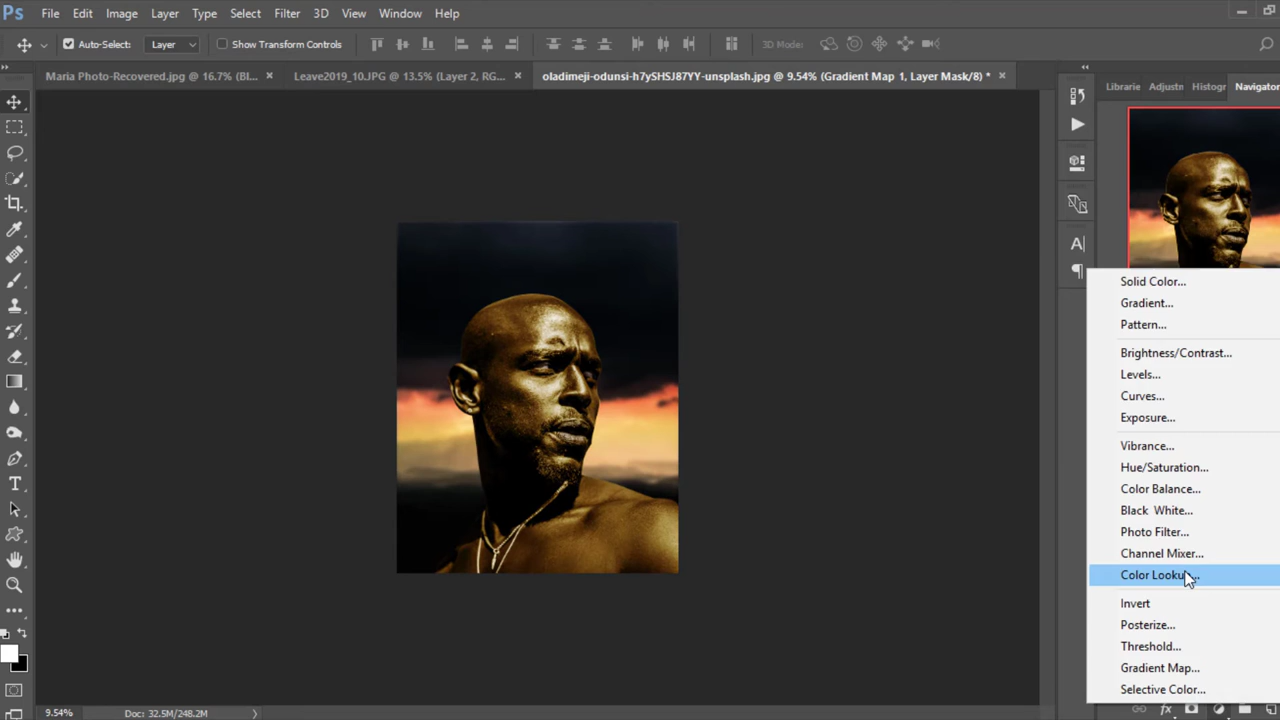 Ps File Edit Image Layer Type Select Filter 3D View Window Help
Auto-Select: Layer Show Transform Controls 3D Mode:
Maria Photo-Recovered.jpg @ 16.7% (Bl... × Leave2019_10.JPG @ 13.5% (Layer 2, RG... × oladimeji-odunsi-h7ySHSJ87YY-unsplash.jpg @ 9.54% (Gradient Map 1, Layer Mask/8) * ×
Librarie Adjustn Histogr Navigator
Solid Color...
Gradient...
Pattern...
Brightness/Contrast...
Levels...
Curves...
Exposure...
Vibrance...
Hue/Saturation...
Color Balance...
Black White...
Photo Filter...
Channel Mixer...
Color Looku...
Invert
Posterize...
Threshold...
Gradient Map...
Selective Color...
9.54% Doc: 32.5M/248.2M